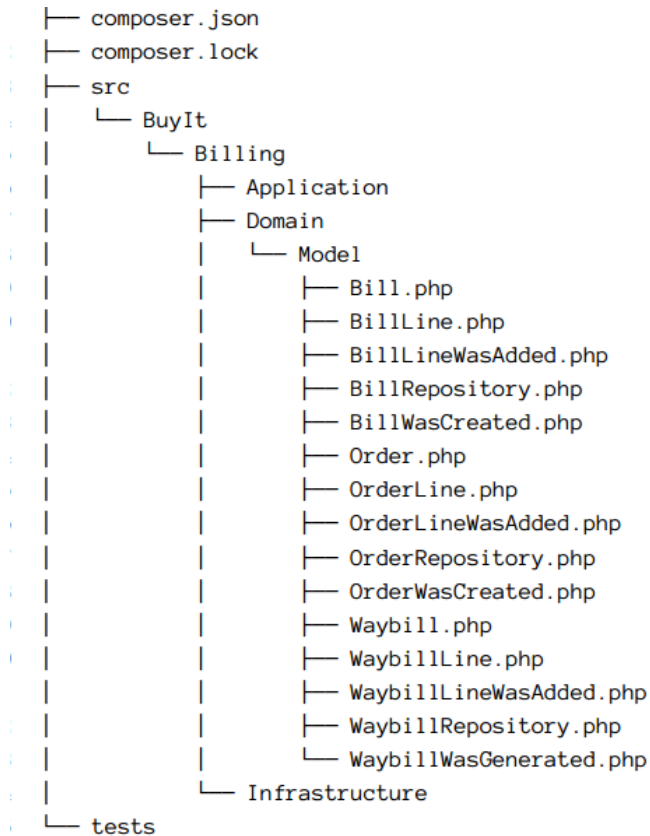 ├── composer.json
├── composer.lock
├── src
│   └── BuyIt
│       └── Billing
│           ├── Application
│           ├── Domain
│           │   └── Model
│           │       ├── Bill.php
│           │       ├── BillLine.php
│           │       ├── BillLineWasAdded.php
│           │       ├── BillRepository.php
│           │       ├── BillWasCreated.php
│           │       ├── Order.php
│           │       ├── OrderLine.php
│           │       ├── OrderLineWasAdded.php
│           │       ├── OrderRepository.php
│           │       ├── OrderWasCreated.php
│           │       ├── Waybill.php
│           │       ├── WaybillLine.php
│           │       ├── WaybillLineWasAdded.php
│           │       ├── WaybillRepository.php
│           │       └── WaybillWasGenerated.php
│           └── Infrastructure
└── tests